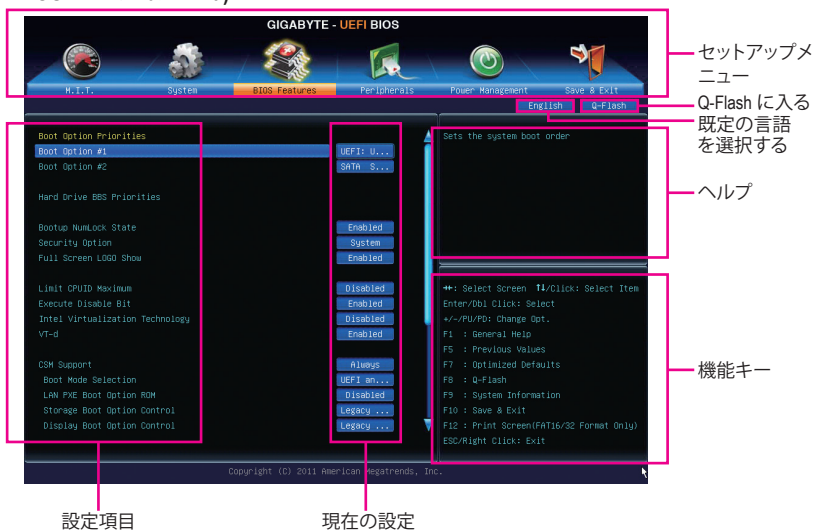 GIGABYTE - UEFI BIOS
M.I.T.
System
BIOS Features
Peripherals
Power Management
Save & Exit
English
Q-Flash
セットアップメ
ニュー
Q-Flash に入る
既定の言語
を選択する
Boot Option Priorities
Boot Option #1 UEFI: U...
Boot Option #2 SATA S...
Hard Drive BBS Priorities
Bootup NumLock State Enabled
Security Option System
Full Screen LOGO Show Enabled
Limit CPUID Maximum Disabled
Execute Disable Bit Enabled
Intel Virtualization Technology Disabled
VT-d Enabled
CSM Support Always
Boot Mode Selection UEFI an...
LAN PXE Boot Option ROM Disabled
Storage Boot Option Control Legacy ...
Display Boot Option Control Legacy ...
Sets the system boot order
ヘルプ
→←: Select Screen ↑↓/Click: Select Item
Enter/Dbl Click: Select
+/-/PU/PD: Change Opt.
F1 : General Help
F5 : Previous Values
F7 : Optimized Defaults
F8 : Q-Flash
F9 : System Information
F10 : Save & Exit
F12 : Print Screen(FAT16/32 Format Only)
ESC/Right Click: Exit
機能キー
Copyright (C) 2011 American Megatrends, Inc.
設定項目
現在の設定